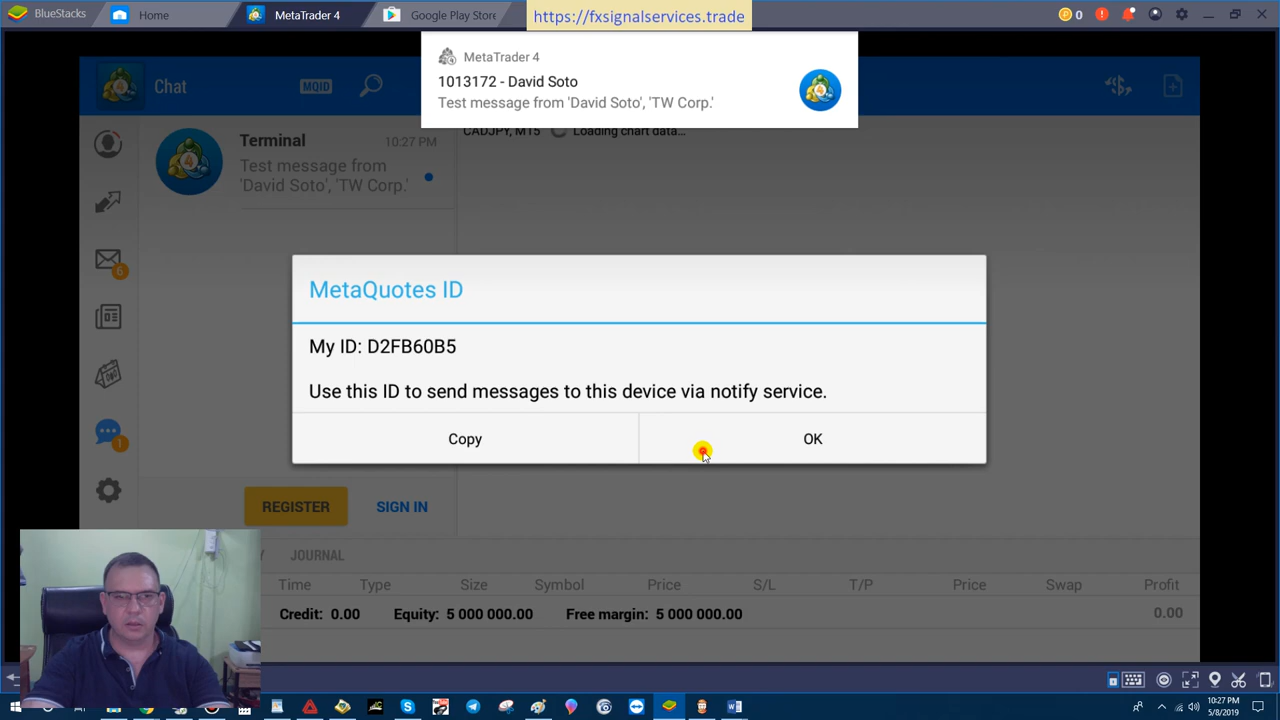 BlueStacks
Home
MetaTrader 4
Google Play Store
https://fxsignalservices.trade
0
MetaTrader 4
1013172 - David Soto
Test message from 'David Soto', 'TW Corp.'
Chat
MQID
Terminal
10:27 PM
Test message from
'David Soto', 'TW Corp.'
CADJPY, M15
Loading chart data...
6
MetaQuotes ID
My ID: D2FB60B5
Use this ID to send messages to this device via notify service.
Copy
OK
1
REGISTER
SIGN IN
JOURNAL
Time
Type
Size
Symbol
Price
S/L
T/P
Price
Swap
Profit
Credit: 0.00
Equity: 5 000 000.00
Free margin: 5 000 000.00
0.00
10:27 PM
5/8/2019